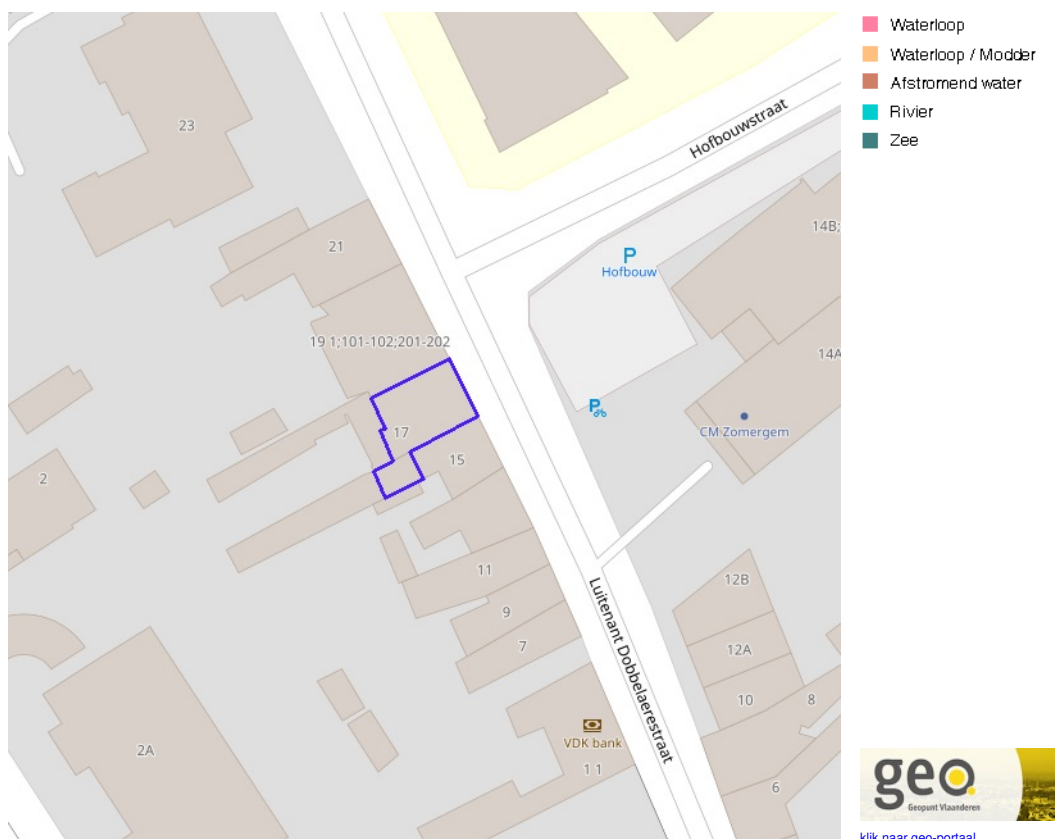 Waterloop
Waterloop / Modder
Afstromend water
Rivier
Zee
23
Hofbouwstraat
14B;
21
P
Hofbouw
19 1;101-102;201-202
14A
P
CM Zomergem
17
15
2
11
12B
9
Luitenant Dobbelaerestraat
7
12A
10
8
VDK bank
2A
1 1
6
geo
Geopunt Vlaanderen
klik naar geo-portaal